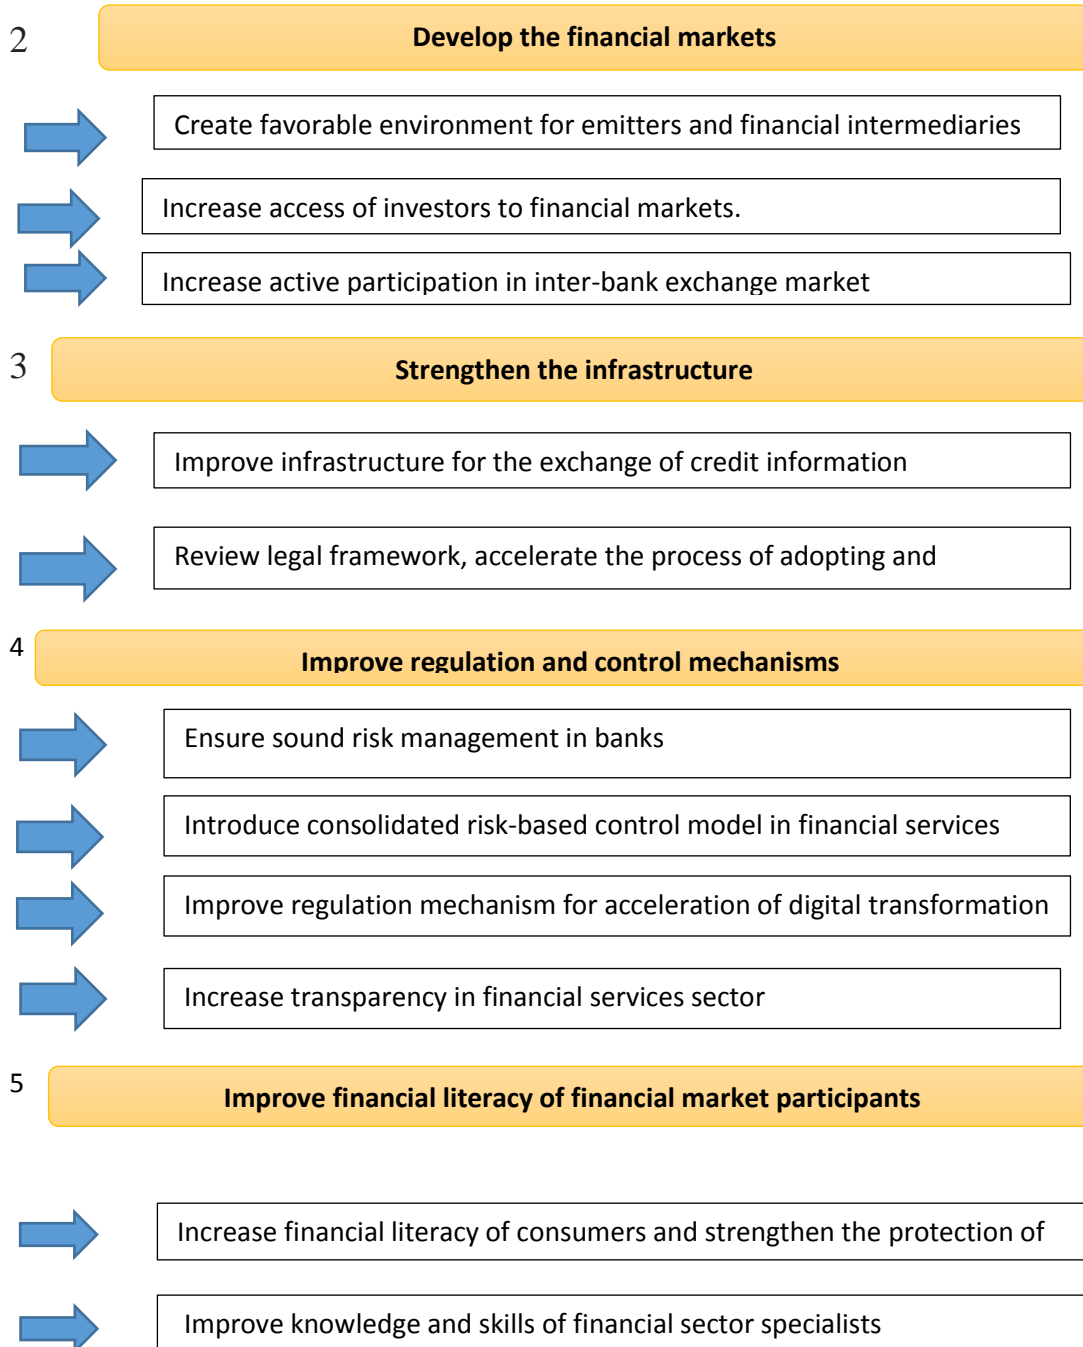 2
Develop the financial markets
Create favorable environment for emitters and financial intermediaries
Increase access of investors to financial markets.
Increase active participation in inter-bank exchange market
3
Strengthen the infrastructure
Improve infrastructure for the exchange of credit information
Review legal framework, accelerate the process of adopting and
4
Improve regulation and control mechanisms
Ensure sound risk management in banks
Introduce consolidated risk-based control model in financial services
Improve regulation mechanism for acceleration of digital transformation
Increase transparency in financial services sector
5
Improve financial literacy of financial market participants
Increase financial literacy of consumers and strengthen the protection of
Improve knowledge and skills of financial sector specialists